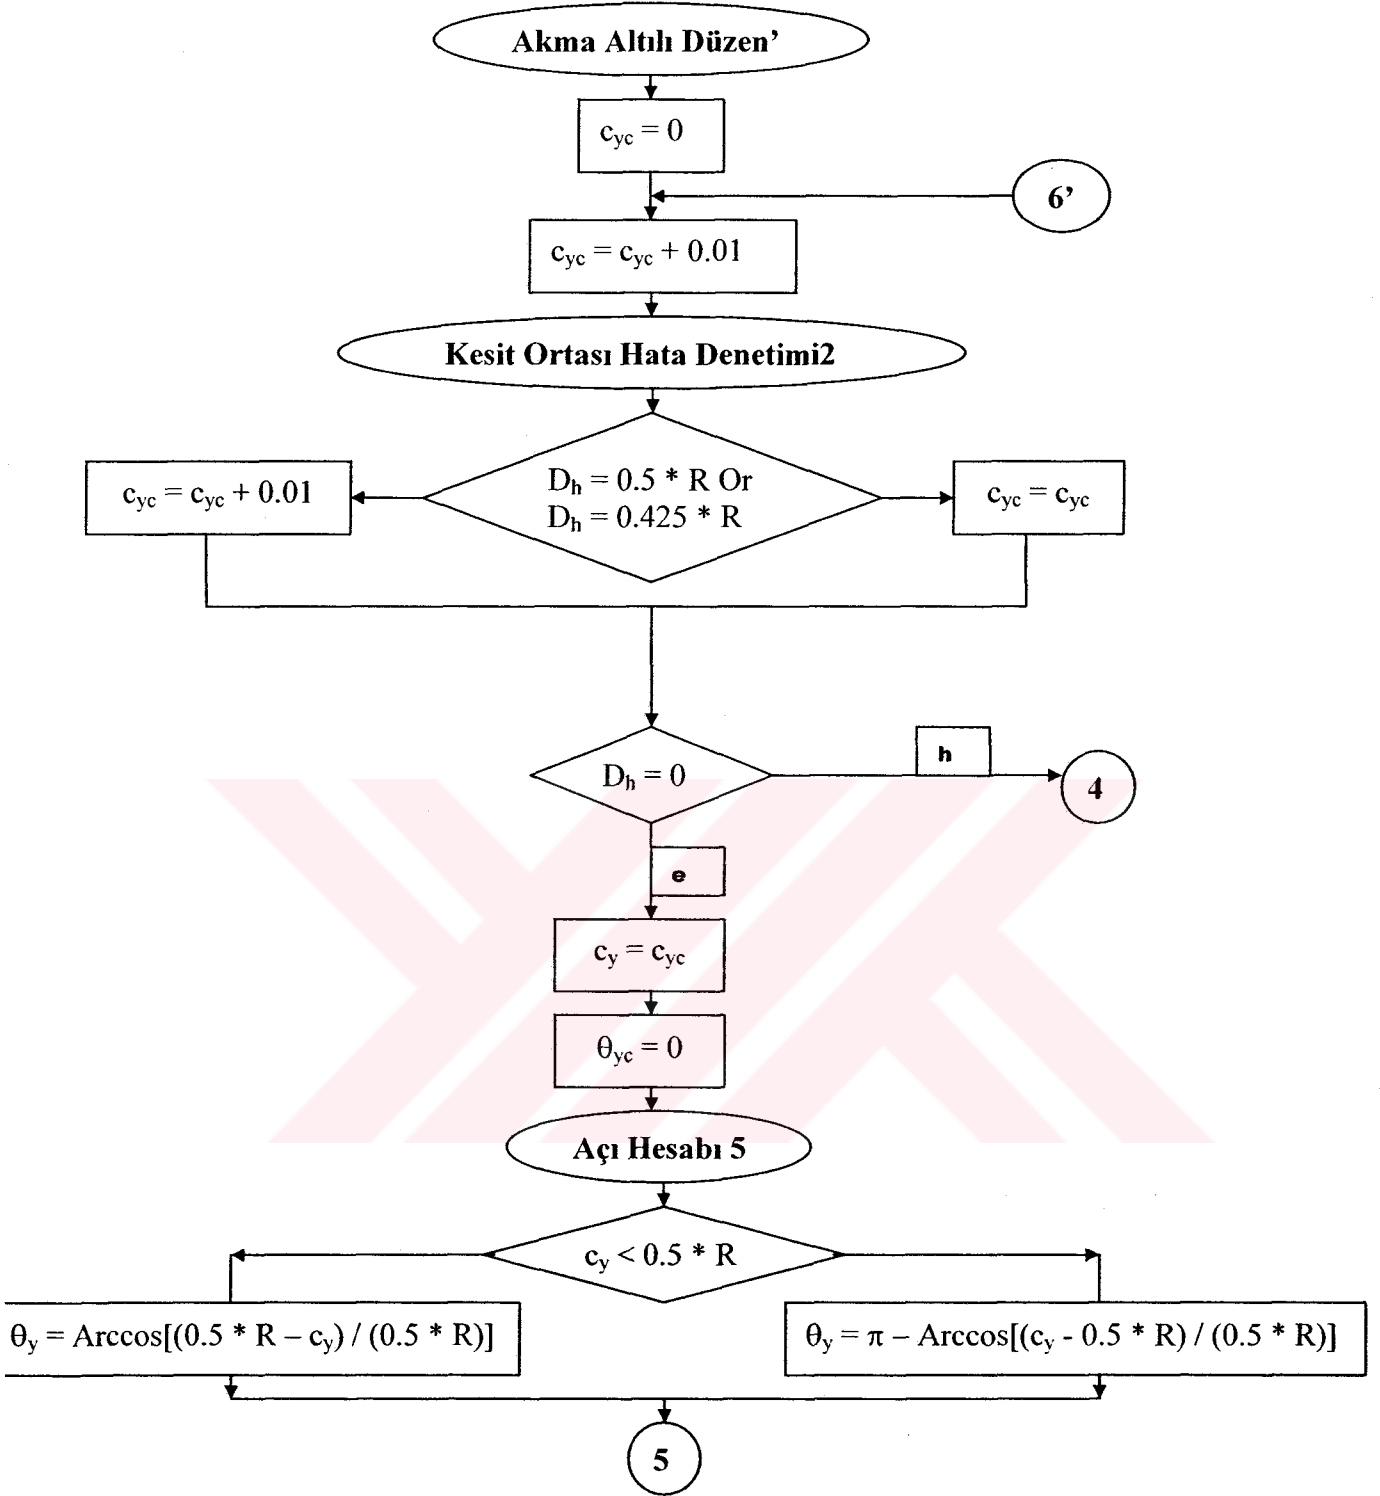 Akma Altılı Düzen’
c_yc = 0
6’
c_yc = c_yc + 0.01
Kesit Ortası Hata Denetimi2
D_h = 0.5 * R Or
D_h = 0.425 * R
c_yc = c_yc + 0.01
c_yc = c_yc
D_h = 0
h
4
e
c_y = c_yc
θ_yc = 0
Açı Hesabı 5
c_y < 0.5 * R
θ_y = Arccos[(0.5 * R – c_y) / (0.5 * R)]
θ_y = π – Arccos[(c_y - 0.5 * R) / (0.5 * R)]
5